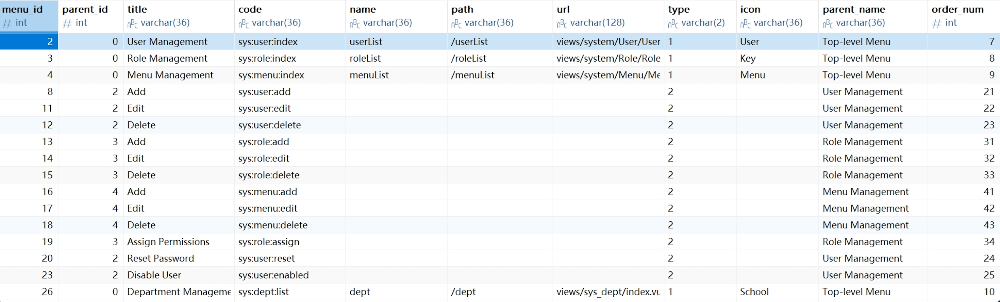 menu_id parent_id title code name path url type icon parent_name order_num
# int # int ABC varchar(36) ABC varchar(36) ABC varchar(36) ABC varchar(36) ABC varchar(128) ABC varchar(2) ABC varchar(36) ABC varchar(36) # int
2 0 User Management sys:user:index userList /userList views/system/User/User 1 User Top-level Menu 7
3 0 Role Management sys:role:index roleList /roleList views/system/Role/Role 1 Key Top-level Menu 8
4 0 Menu Management sys:menu:index menuList /menuList views/system/Menu/Me 1 Menu Top-level Menu 9
8 2 Add sys:user:add 2 User Management 21
11 2 Edit sys:user:edit 2 User Management 22
12 2 Delete sys:user:delete 2 User Management 23
13 3 Add sys:role:add 2 Role Management 31
14 3 Edit sys:role:edit 2 Role Management 32
15 3 Delete sys:role:delete 2 Role Management 33
16 4 Add sys:menu:add 2 Menu Management 41
17 4 Edit sys:menu:edit 2 Menu Management 42
18 4 Delete sys:menu:delete 2 Menu Management 43
19 3 Assign Permissions sys:role:assign 2 Role Management 34
20 2 Reset Password sys:user:reset 2 User Management 24
23 2 Disable User sys:user:enabled 2 User Management 25
26 0 Department Manageme sys:dept:list dept /dept views/sys_dept/index.vu 1 School Top-level Menu 10